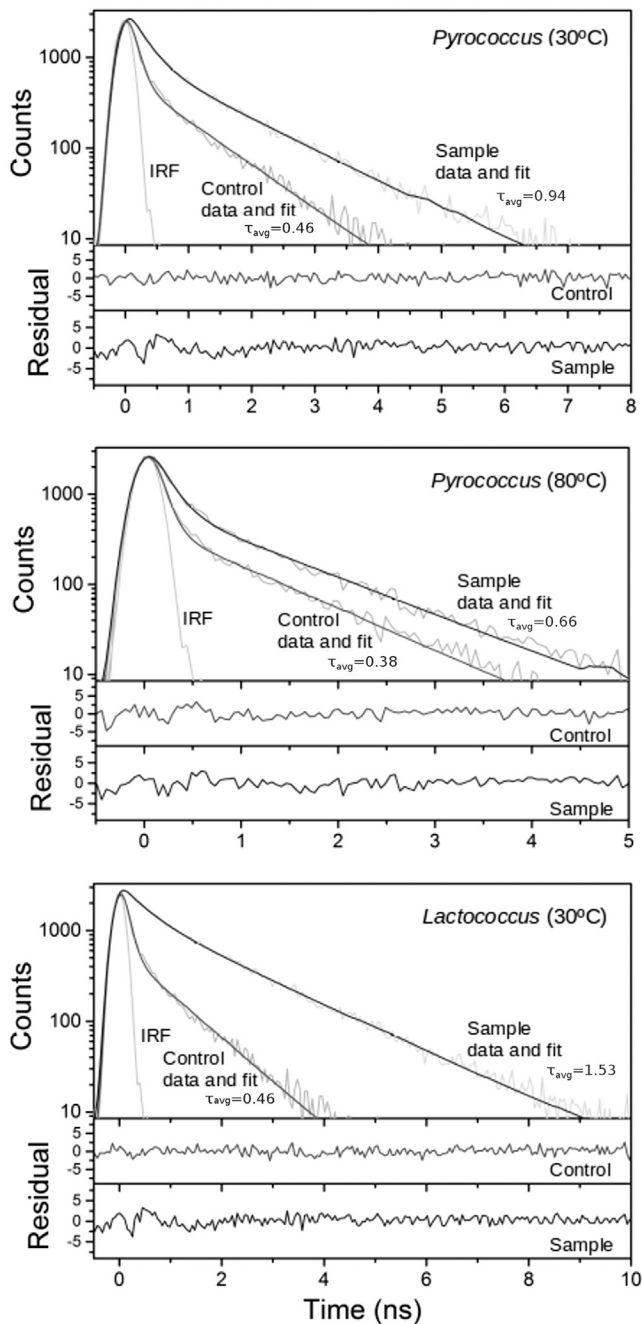 Pyrococcus (30ºC)
1000
100
10
Counts
IRF
Control
data and fit
τavg=0.46
Sample
data and fit
τavg=0.94
5
0
-5
Control
5
0
-5
Sample
Residual
0 1 2 3 4 5 6 7 8
Pyrococcus (80ºC)
1000
100
10
Counts
IRF
Control
data and fit
τavg=0.38
Sample
data and fit
τavg=0.66
5
0
-5
Control
5
0
-5
Sample
Residual
0 1 2 3 4 5
Lactococcus (30ºC)
1000
100
10
Counts
IRF
Control
data and fit
τavg=0.46
Sample
data and fit
τavg=1.53
5
0
-5
Control
5
0
-5
Sample
Residual
0 2 4 6 8 10
Time (ns)